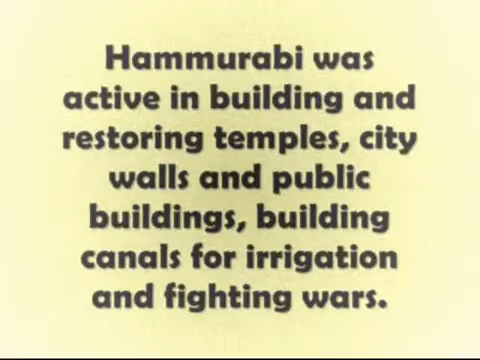 Hammurabi was
active in building and
restoring temples, city
walls and public
buildings, building
canals for irrigation
and fighting wars.